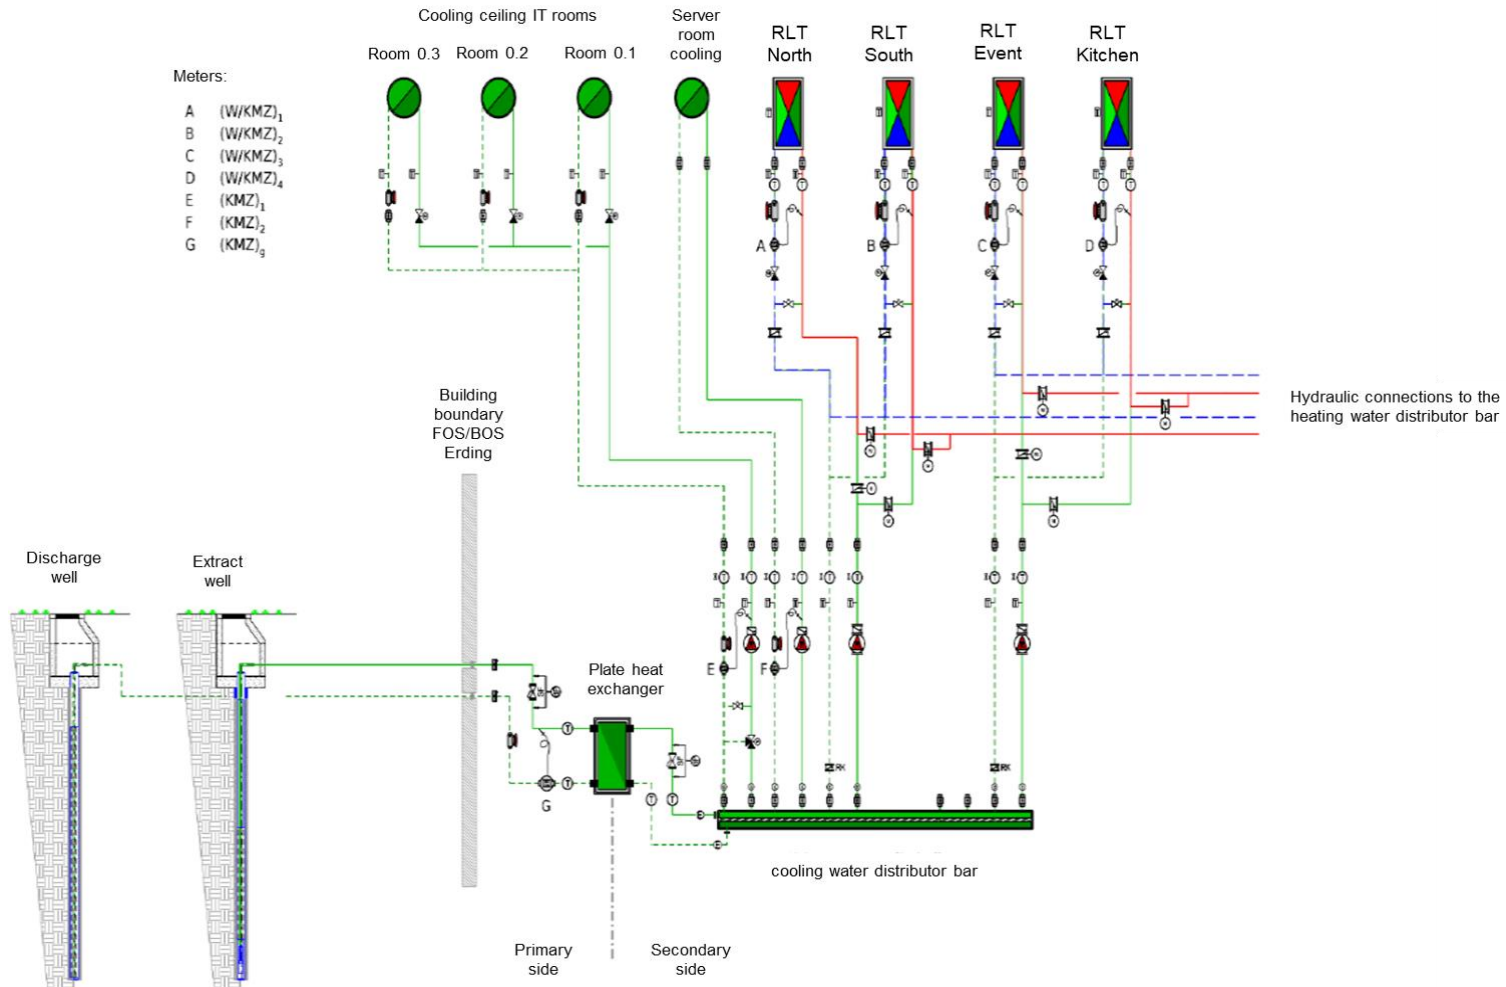 Cooling ceiling IT rooms
Server
room
cooling
Room 0.3
Room 0.2
Room 0.1
RLT
North
RLT
South
RLT
Event
RLT
Kitchen
Meters:
A (W/KMZ)1
B (W/KMZ)2
C (W/KMZ)3
D (W/KMZ)4
E (KMZ)1
F (KMZ)2
G (KMZ)g
A
B
C
D
Hydraulic connections to the
heating water distributor bar
Building
boundary
FOS/BOS
Erding
Discharge
well
Extract
well
Plate heat
exchanger
E
F
G
RK
RK
cooling water distributor bar
Primary
side
Secondary
side